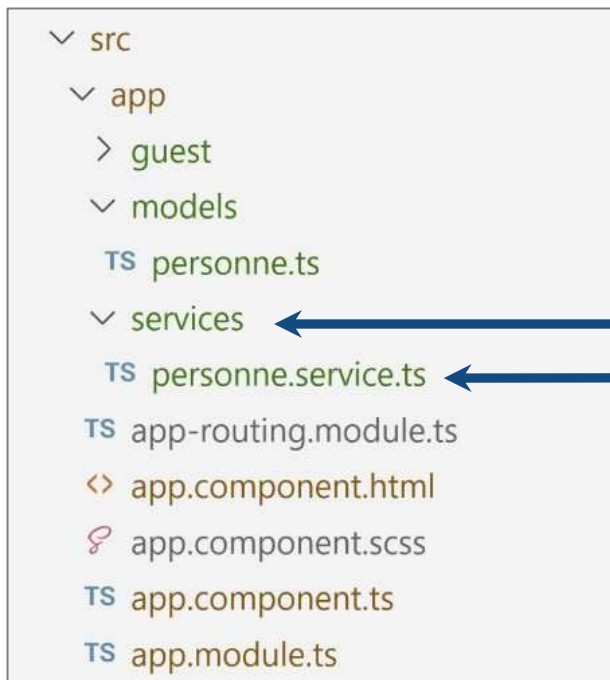 src
app
guest
models
TS personne.ts
services
TS personne.service.ts
TS app-routing.module.ts
<> app.component.html
app.component.scss
TS app.component.ts
TS app.module.ts